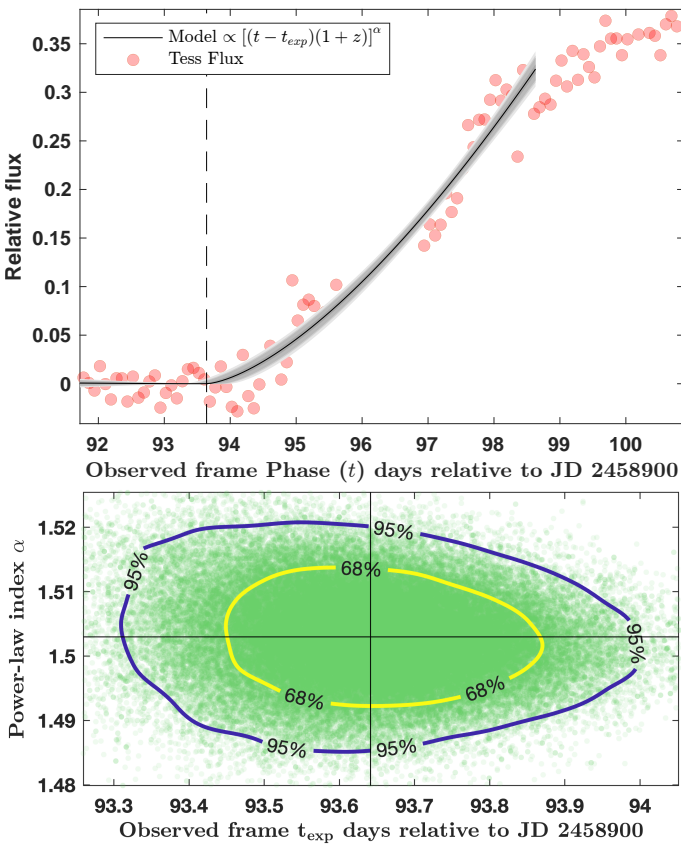 Model ∝ [(t − t_exp)(1 + z)]^α
Tess Flux
0.35
0.3
0.25
0.2
0.15
0.1
0.05
0
Relative flux
92 93 94 95 96 97 98 99 100
Observed frame Phase (t) days relative to JD 2458900
1.52
1.51
1.5
1.49
1.48
Power-law index α
95%
95%
68%
95%
68%
68%
95%
95%
93.3 93.4 93.5 93.6 93.7 93.8 93.9 94
Observed frame t_exp days relative to JD 2458900